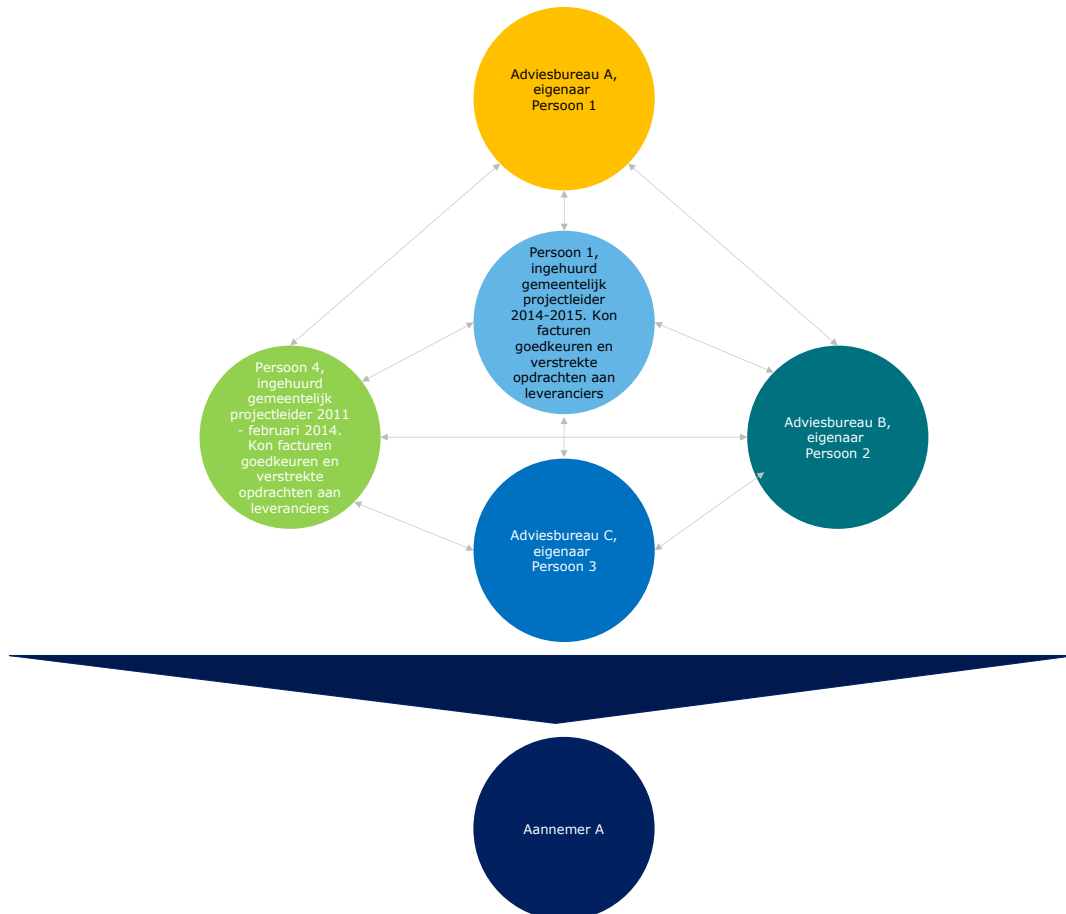 Adviesbureau A,
eigenaar
Persoon 1
Persoon 1,
ingehuurd
gemeentelijk
projectleider
2014-2015. Kon
facturen
goedkeuren en
verstrekte
opdrachten aan
leveranciers
Persoon 4,
ingehuurd
gemeentelijk
projectleider 2011
- februari 2014.
Kon facturen
goedkeuren en
verstrekte
opdrachten aan
leveranciers
Adviesbureau B,
eigenaar
Persoon 2
Adviesbureau C,
eigenaar
Persoon 3
Aannemer A